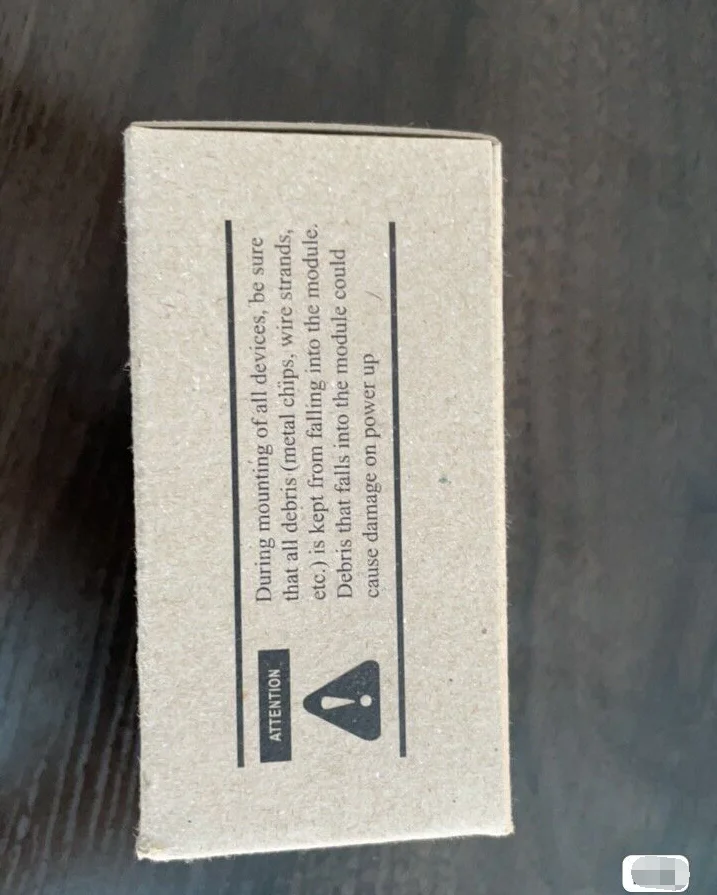 ATTENTION
During mounting of all devices, be sure
that all debris (metal chips, wire strands,
etc.) is kept from falling into the module.
Debris that falls into the module could
cause damage on power up